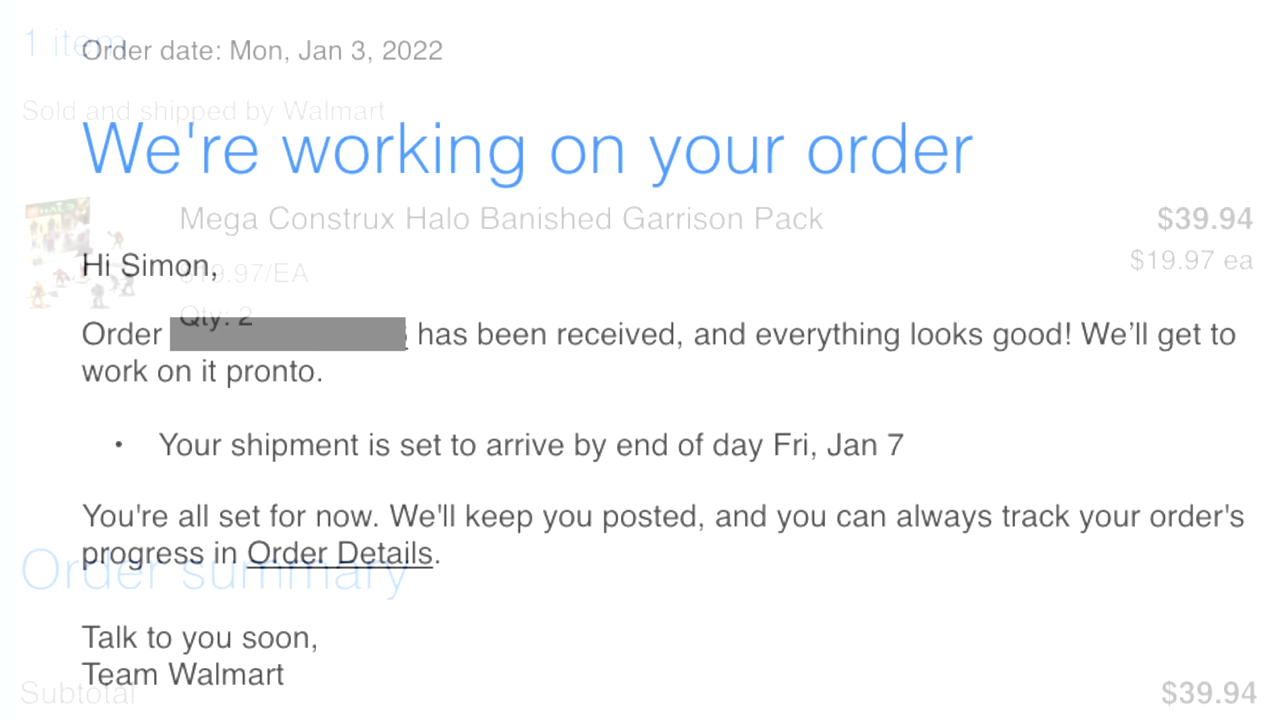 1 item
Order date: Mon, Jan 3, 2022
Sold and shipped by Walmart
We're working on your order
Mega Construx Halo Banished Garrison Pack $39.94
$19.97 ea
Hi Simon,
$19.97/EA
Qty: 2
Order has been received, and everything looks good! We’ll get to
work on it pronto.
• Your shipment is set to arrive by end of day Fri, Jan 7
You're all set for now. We'll keep you posted, and you can always track your order's
progress in Order Details.
Order summary
Talk to you soon,
Team Walmart
Subtotal $39.94